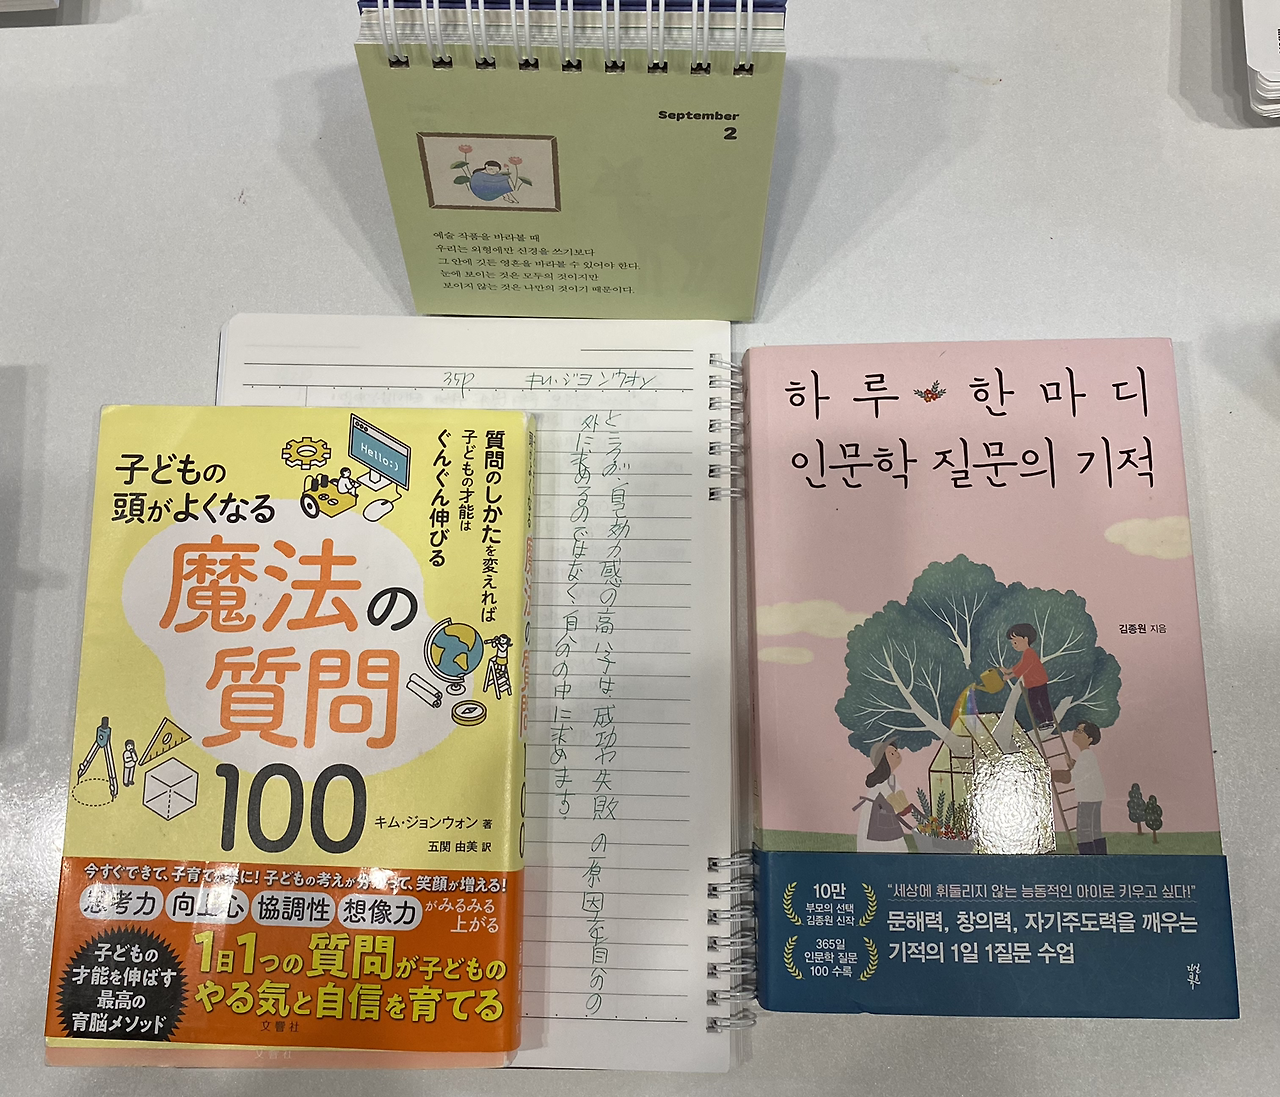 September
2
예술 작품을 바라볼 때
우리는 외형에만 신경을 쓰기보다
그 안에 깃든 영혼을 바라볼 수 있어야 한다.
눈에 보이는 것은 모두의 것이지만
보이지 않는 것은 나만의 것이기 때문이다.
35p キム・ジョンウォン
ところが、自己効力感の高い子は、成功や失敗の原因を自分の
外に求めるのではなく、自分の中に求めます
質問のしかたを変えれば
子どもの才能は
ぐんぐん伸びる
Hello:)
子どもの
頭がよくなる
魔法の
質問
100
キム・ジョンウォン 著
五関 由美 訳
今すぐできて、子育てが楽に!子どもの考えが分かって、笑顔が増える!
思考力 向上心 協調性 想像力 がみるみる
上がる
子どもの
才能を伸ばす
最高の
育脳メソッド
1日1つの質問が子どもの
やる気と自信を育てる
文響社
文響社
하루 한마디
인문학 질문의 기적
김종원 지음
10만
부모의 선택
김종원 신작
365일
인문학 질문
100 수록
“세상에 휘둘리지 않는 능동적인 아이로 키우고 싶다!”
문해력, 창의력, 자기주도력을 깨우는
기적의 1일 1질문 수업